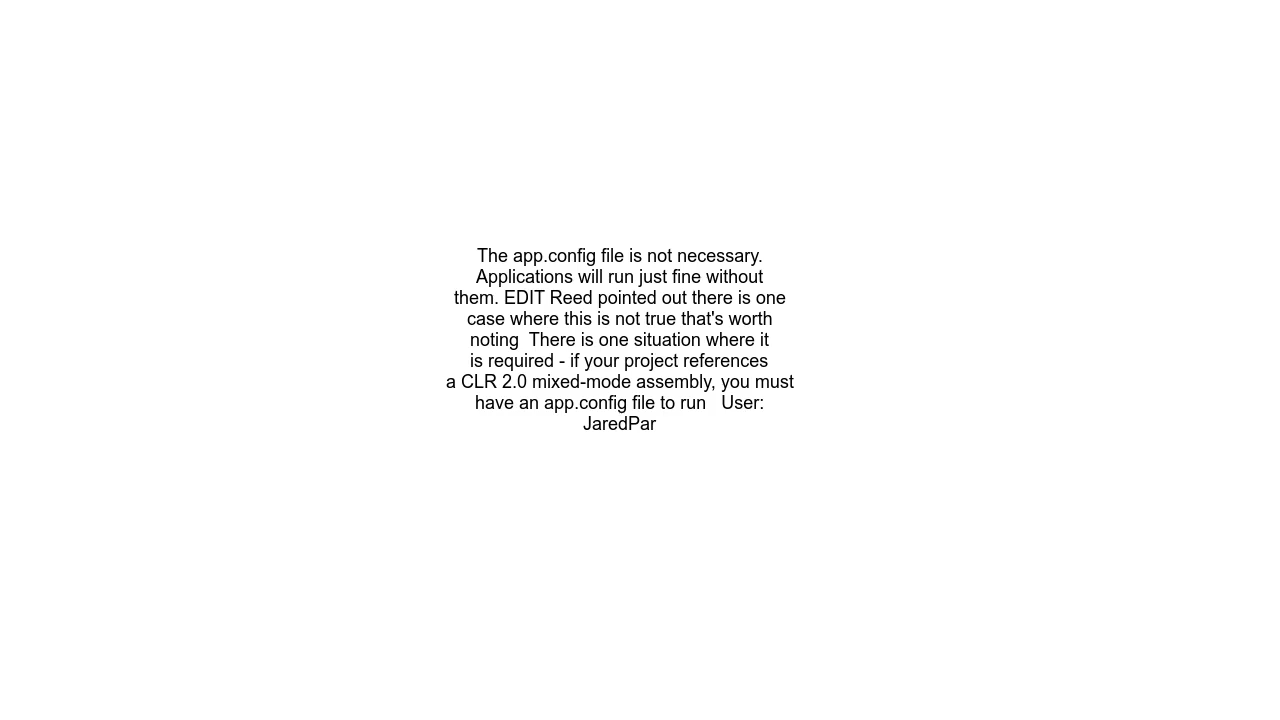 The app.config file is not necessary.
Applications will run just fine without
them. EDIT Reed pointed out there is one
case where this is not true that's worth
noting  There is one situation where it
is required - if your project references
a CLR 2.0 mixed-mode assembly, you must
have an app.config file to run   User:
JaredPar